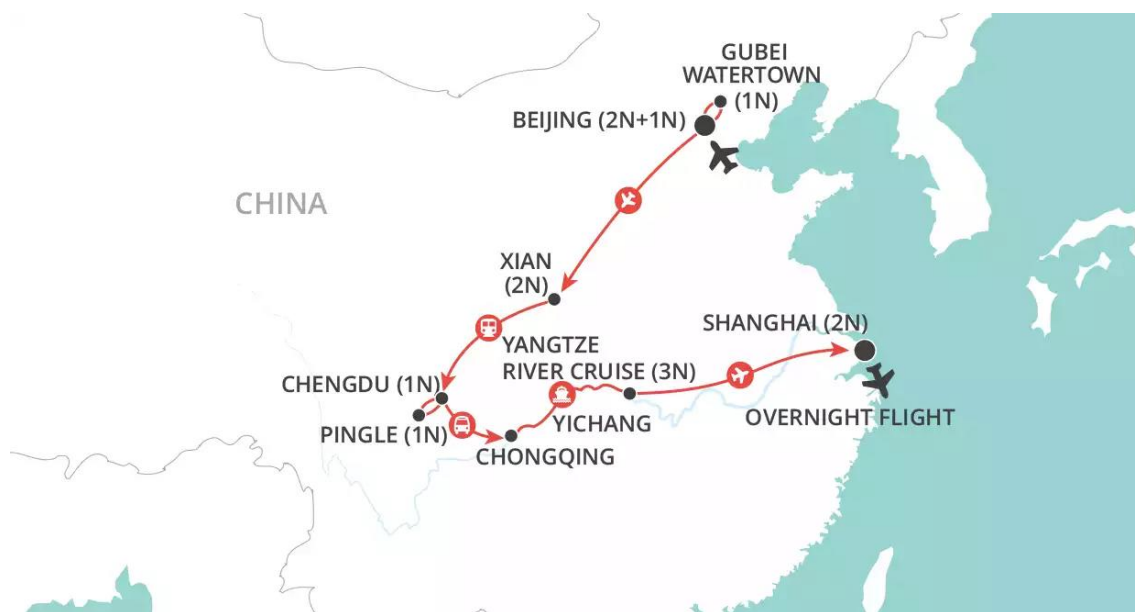 GUBEI
WATERTOWN
(1N)
BEIJING (2N+1N)
CHINA
XIAN
(2N)
SHANGHAI (2N)
YANGTZE
RIVER CRUISE (3N)
CHENGDU (1N)
YICHANG
OVERNIGHT FLIGHT
PINGLE (1N)
CHONGQING